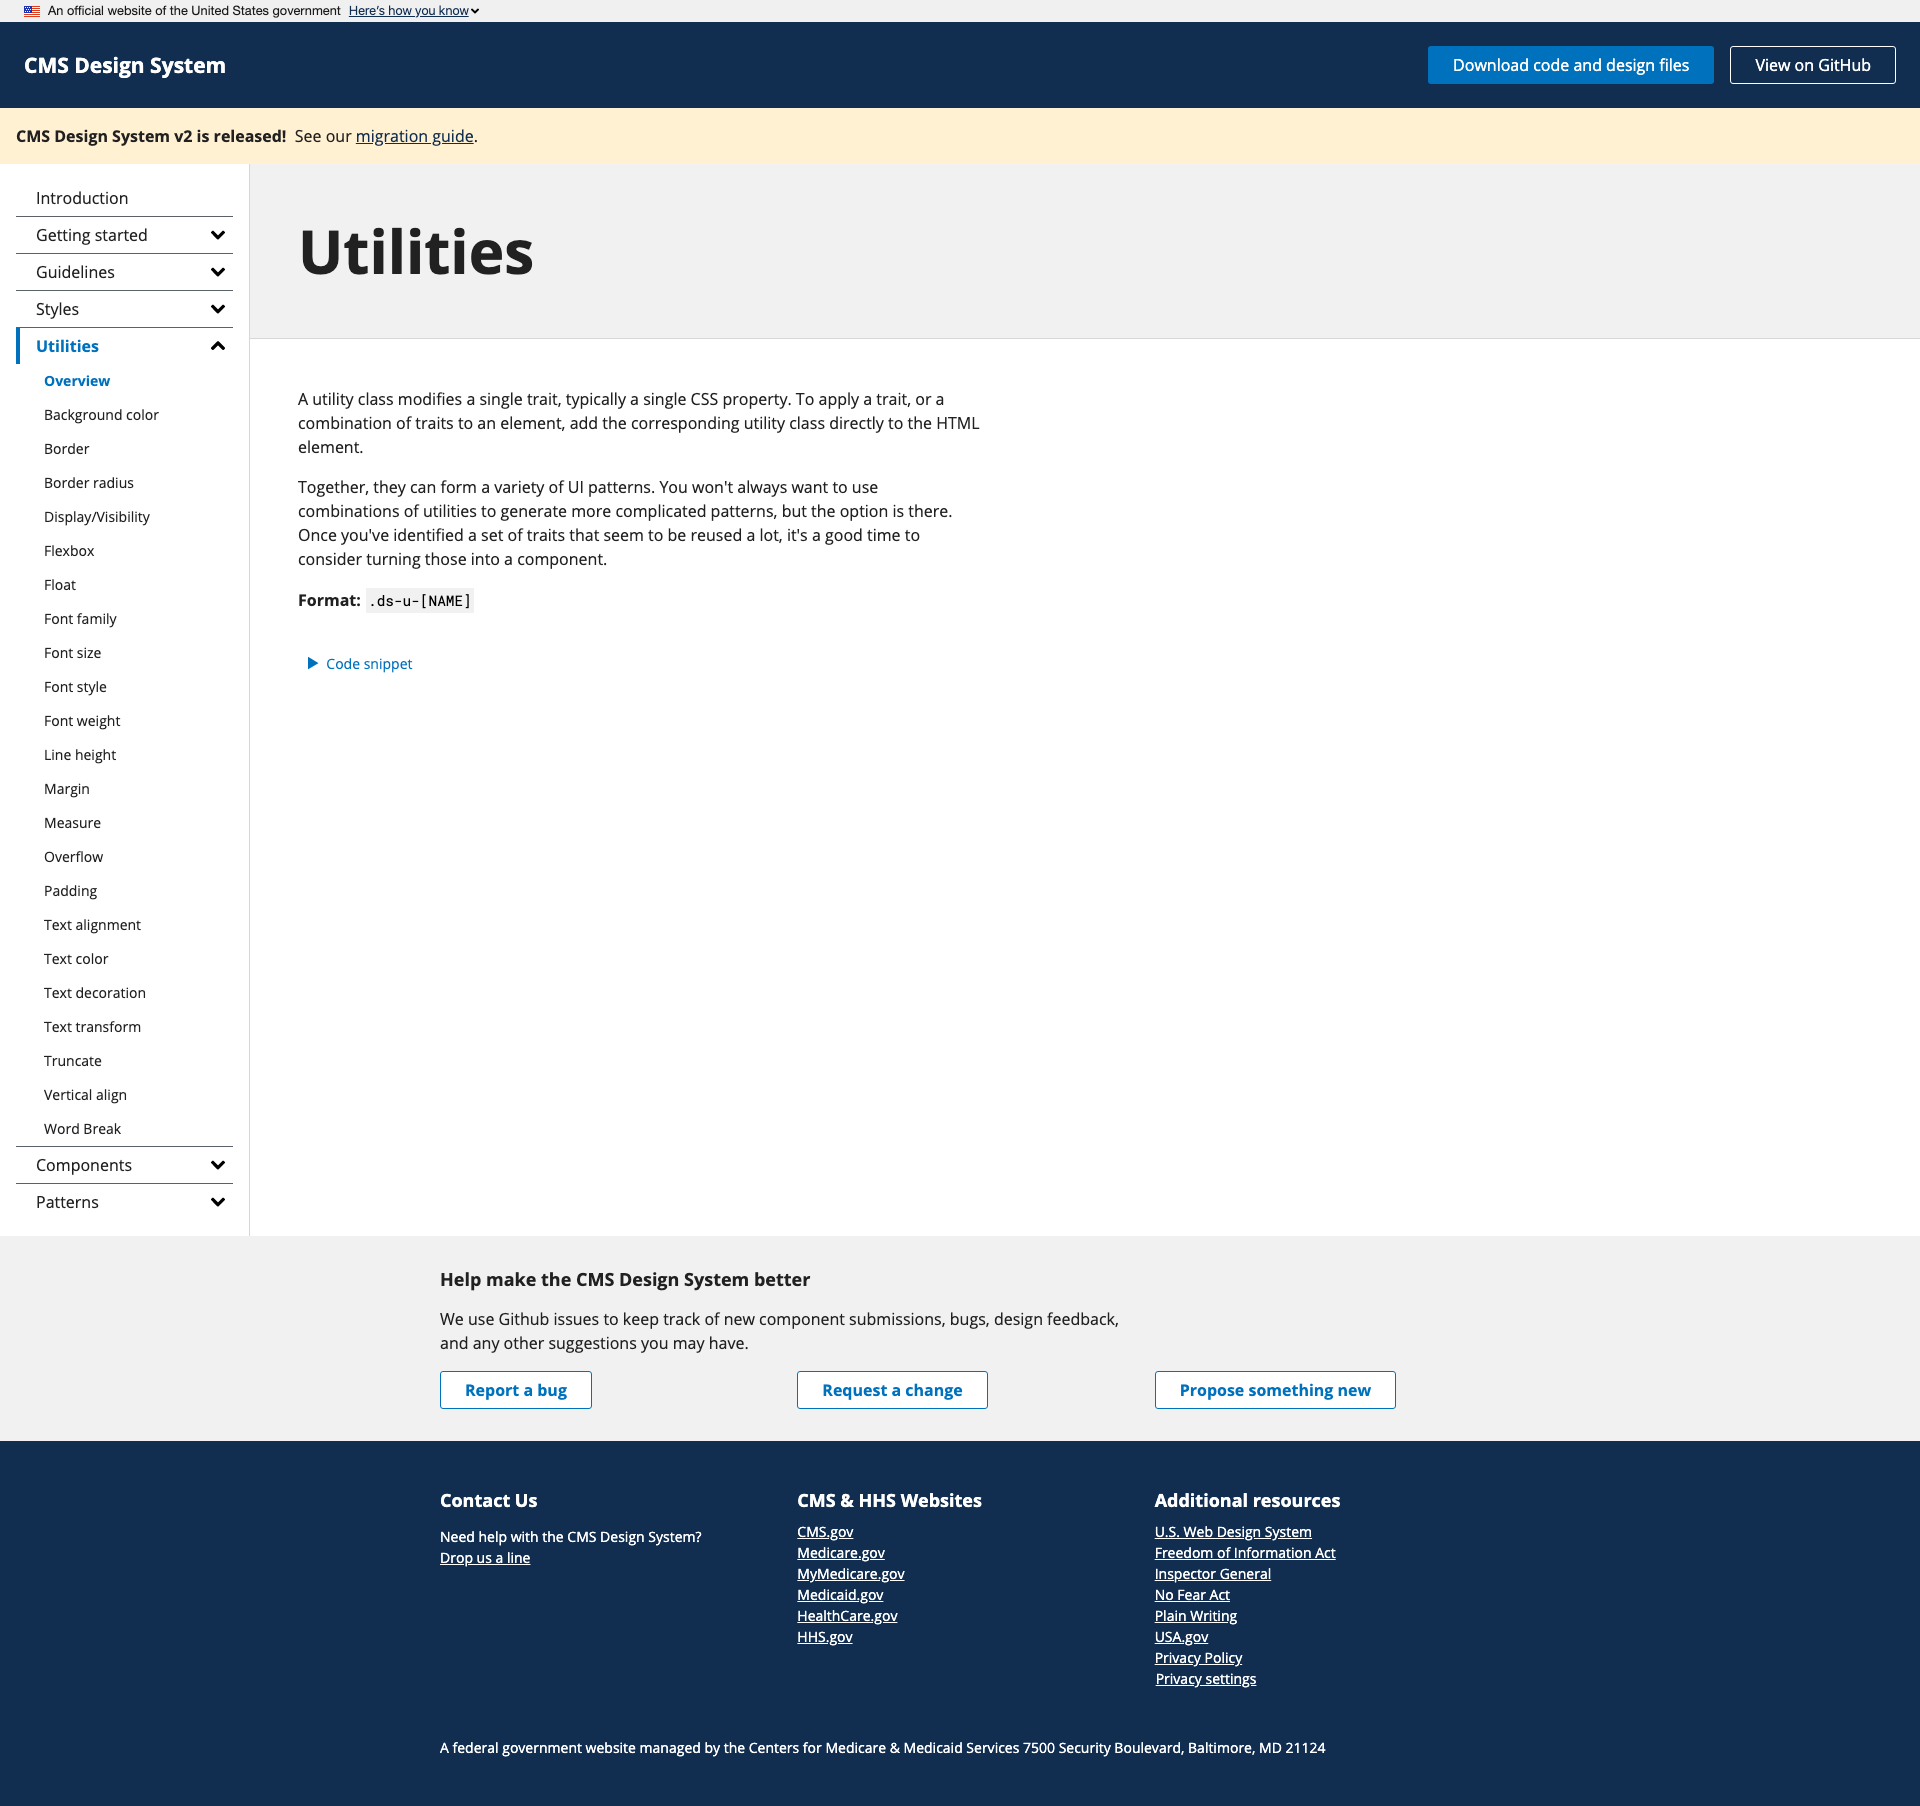 An official website of the United States government Here's how you know
CMS Design System
Download code and design files
View on GitHub
CMS Design System v2 is released! See our migration guide.
Introduction
Getting started
Guidelines
Styles
Utilities
Overview
Background color
Border
Border radius
Display/Visibility
Flexbox
Float
Font family
Font size
Font style
Font weight
Line height
Margin
Measure
Overflow
Padding
Text alignment
Text color
Text decoration
Text transform
Truncate
Vertical align
Word Break
Components
Patterns
Utilities
A utility class modifies a single trait, typically a single CSS property. To apply a trait, or a
combination of traits to an element, add the corresponding utility class directly to the HTML
element.
Together, they can form a variety of UI patterns. You won't always want to use
combinations of utilities to generate more complicated patterns, but the option is there.
Once you've identified a set of traits that seem to be reused a lot, it's a good time to
consider turning those into a component.
Format: .ds-u-[NAME]
Code snippet
Help make the CMS Design System better
We use Github issues to keep track of new component submissions, bugs, design feedback,
and any other suggestions you may have.
Report a bug
Request a change
Propose something new
Contact Us
Need help with the CMS Design System?
Drop us a line
CMS & HHS Websites
CMS.gov
Medicare.gov
MyMedicare.gov
Medicaid.gov
HealthCare.gov
HHS.gov
Additional resources
U.S. Web Design System
Freedom of Information Act
Inspector General
No Fear Act
Plain Writing
USA.gov
Privacy Policy
Privacy settings
A federal government website managed by the Centers for Medicare & Medicaid Services 7500 Security Boulevard, Baltimore, MD 21124